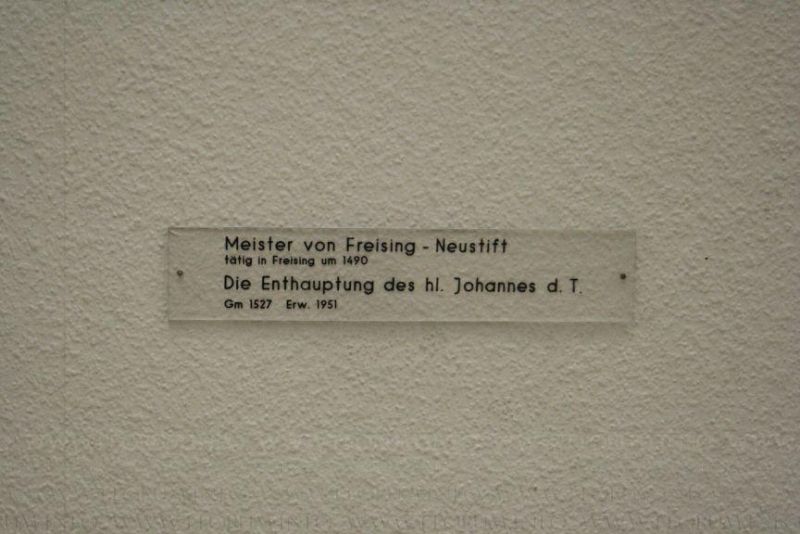 Meister von Freising - Neustift
tätig in Freising um 1490
Die Enthauptung des hl. Johannes d. T.
Gm 1527 Erw. 1951